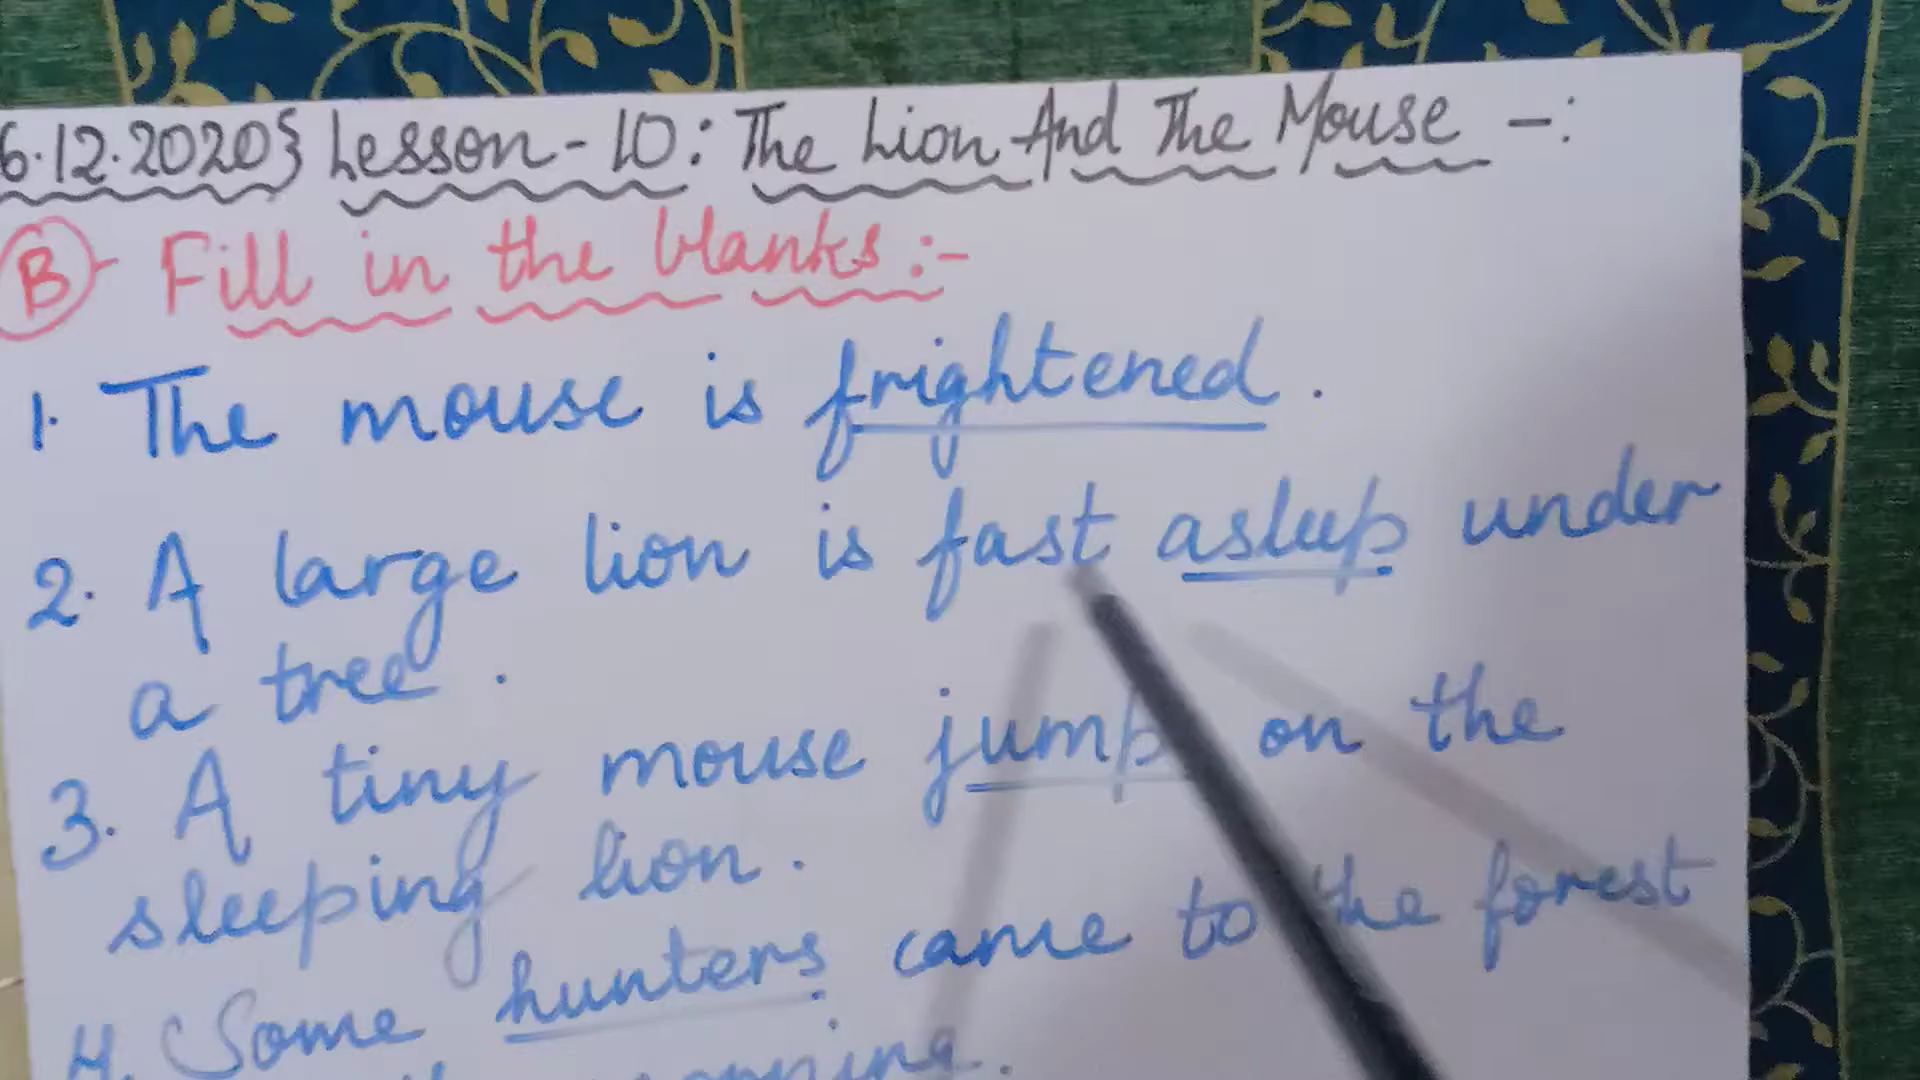 6.12.2020} Lesson-10: The Lion And The Mouse -:
B- Fill in the blanks:-
1. The mouse is frightened.
2. A large lion is fast asleep under
a tree.
3. A tiny mouse jump on the
sleeping lion.
4. Some hunters came to the forest